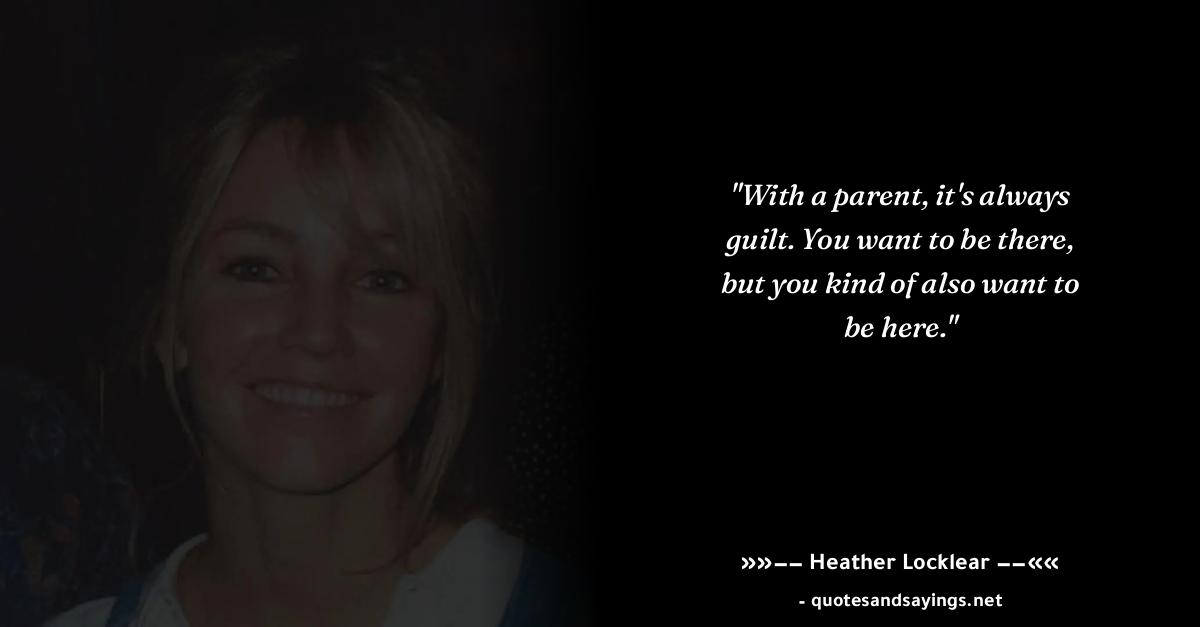 "With a parent, it's always
guilt. You want to be there,
but you kind of also want to
be here."
»»–– Heather Locklear ––««
- quotesandsayings.net